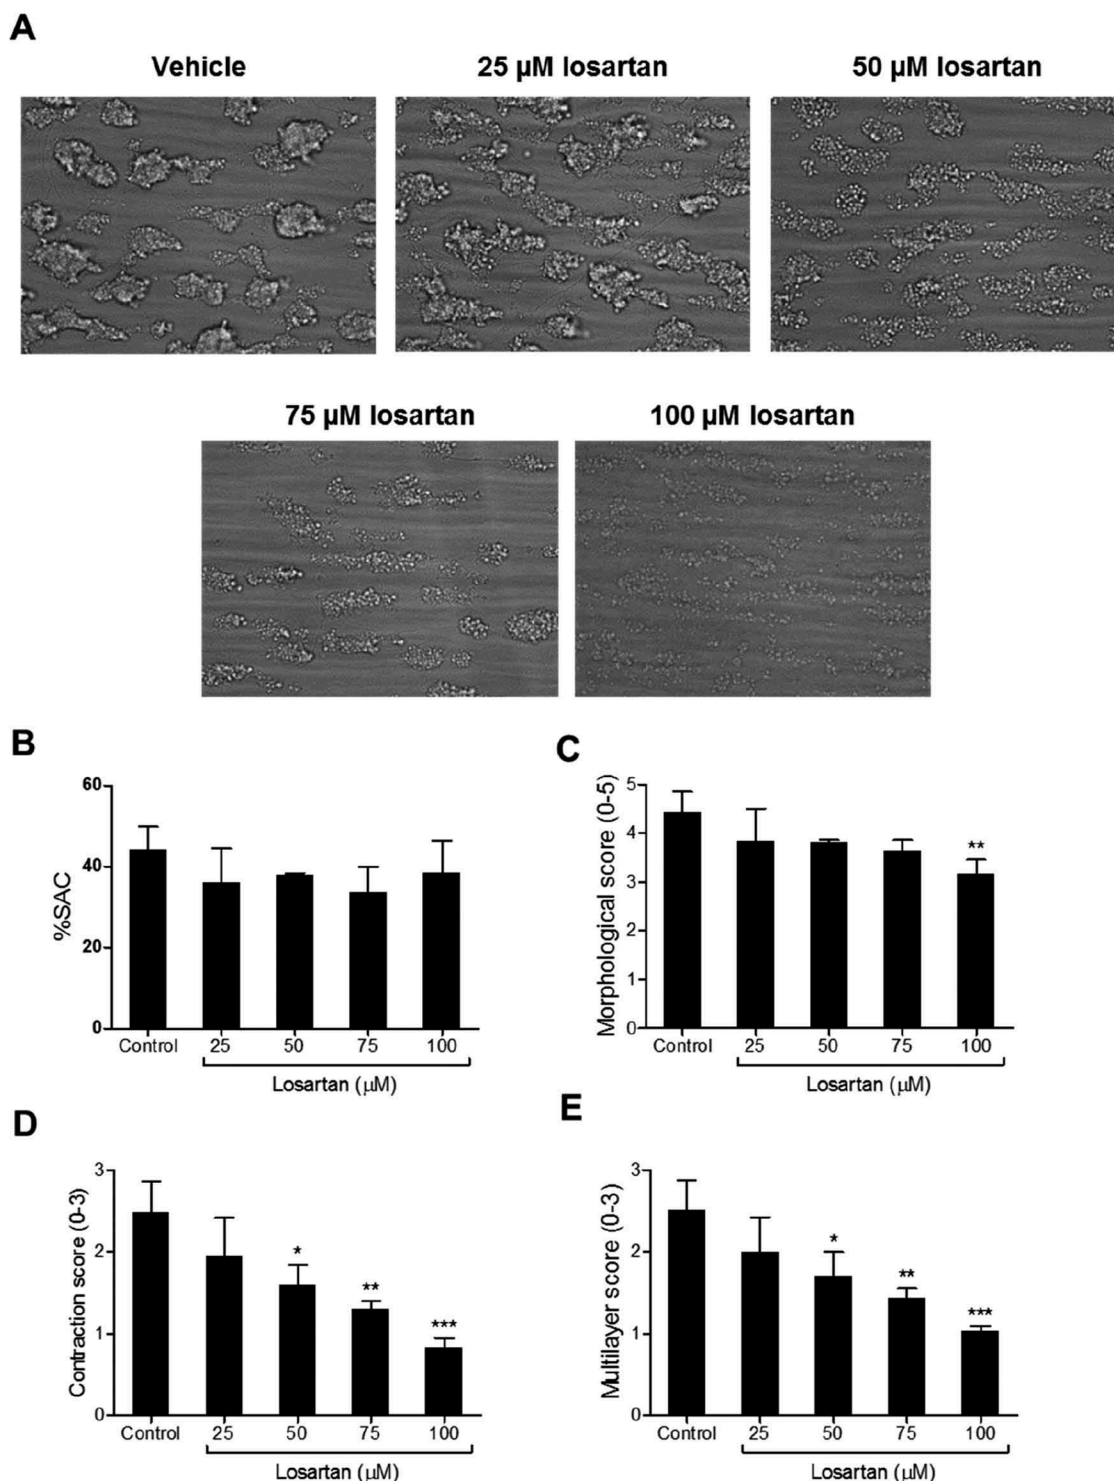 A
Vehicle
25 µM losartan
50 µM losartan
75 µM losartan
100 µM losartan
B
60
40
20
0
%SAC
Control
25
50
75
100
Losartan (µM)
C
5
4
3
2
1
0
Morphological score (0-5)
**
Control
25
50
75
100
Losartan (µM)
D
3
2
1
0
Contraction score (0-3)
*
**
***
Control
25
50
75
100
Losartan (µM)
E
3
2
1
0
Multilayer score (0-3)
*
**
***
Control
25
50
75
100
Losartan (µM)